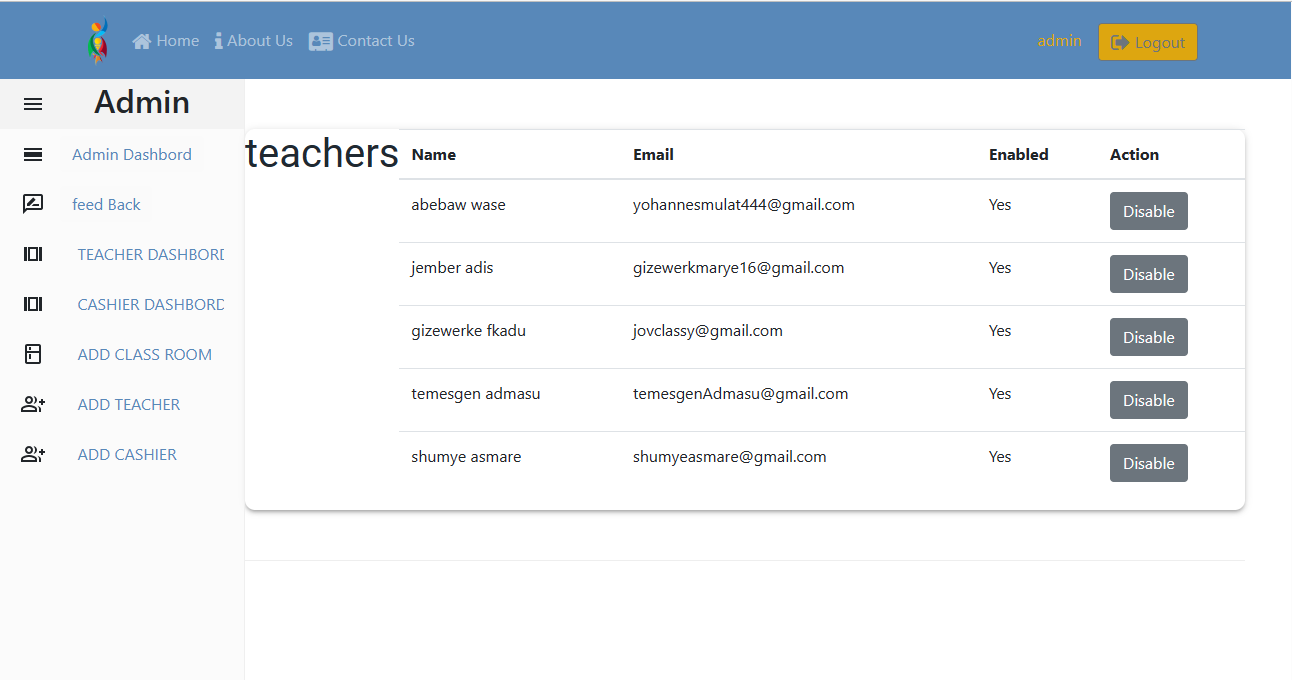 Home About Us Contact Us admin Logout
Admin
Admin Dashbord
feed Back
TEACHER DASHBORD
CASHIER DASHBORD
ADD CLASS ROOM
ADD TEACHER
ADD CASHIER
teachers
Name Email Enabled Action
abebaw wase yohannesmulat444@gmail.com Yes Disable
jember adis gizewerkmarye16@gmail.com Yes Disable
gizewerke fkadu jovclassy@gmail.com Yes Disable
temesgen admasu temesgenAdmasu@gmail.com Yes Disable
shumye asmare shumyeasmare@gmail.com Yes Disable